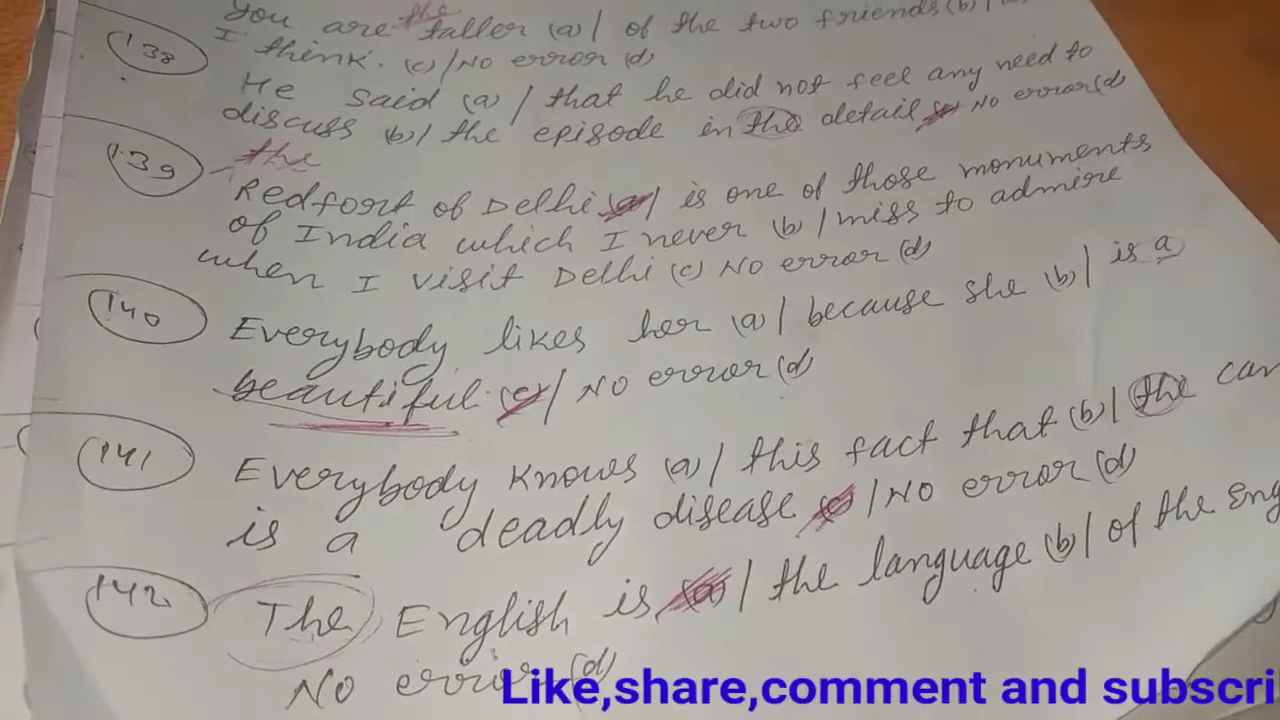 You are the taller (a) / of the two friends (b) /
I think. (c) / No error (d)
138 He said (a) / that he did not feel any need to
discuss (b) / the episode in the detail (c) No error (d)
the
139 Redfort of Delhi (a) / is one of those monuments
of India which I never (b) / miss to admire
when I visit Delhi (c) No error (d)
140 Everybody likes her (a) / because she (b) / is a
beautiful. (c) / No error (d)
141 Everybody knows (a) / this fact that (b) / the can
is a deadly disease (c) / No error (d)
142 The English is (a) / the language (b) / of the Eng
No error (d)
Like,share,comment and subscri